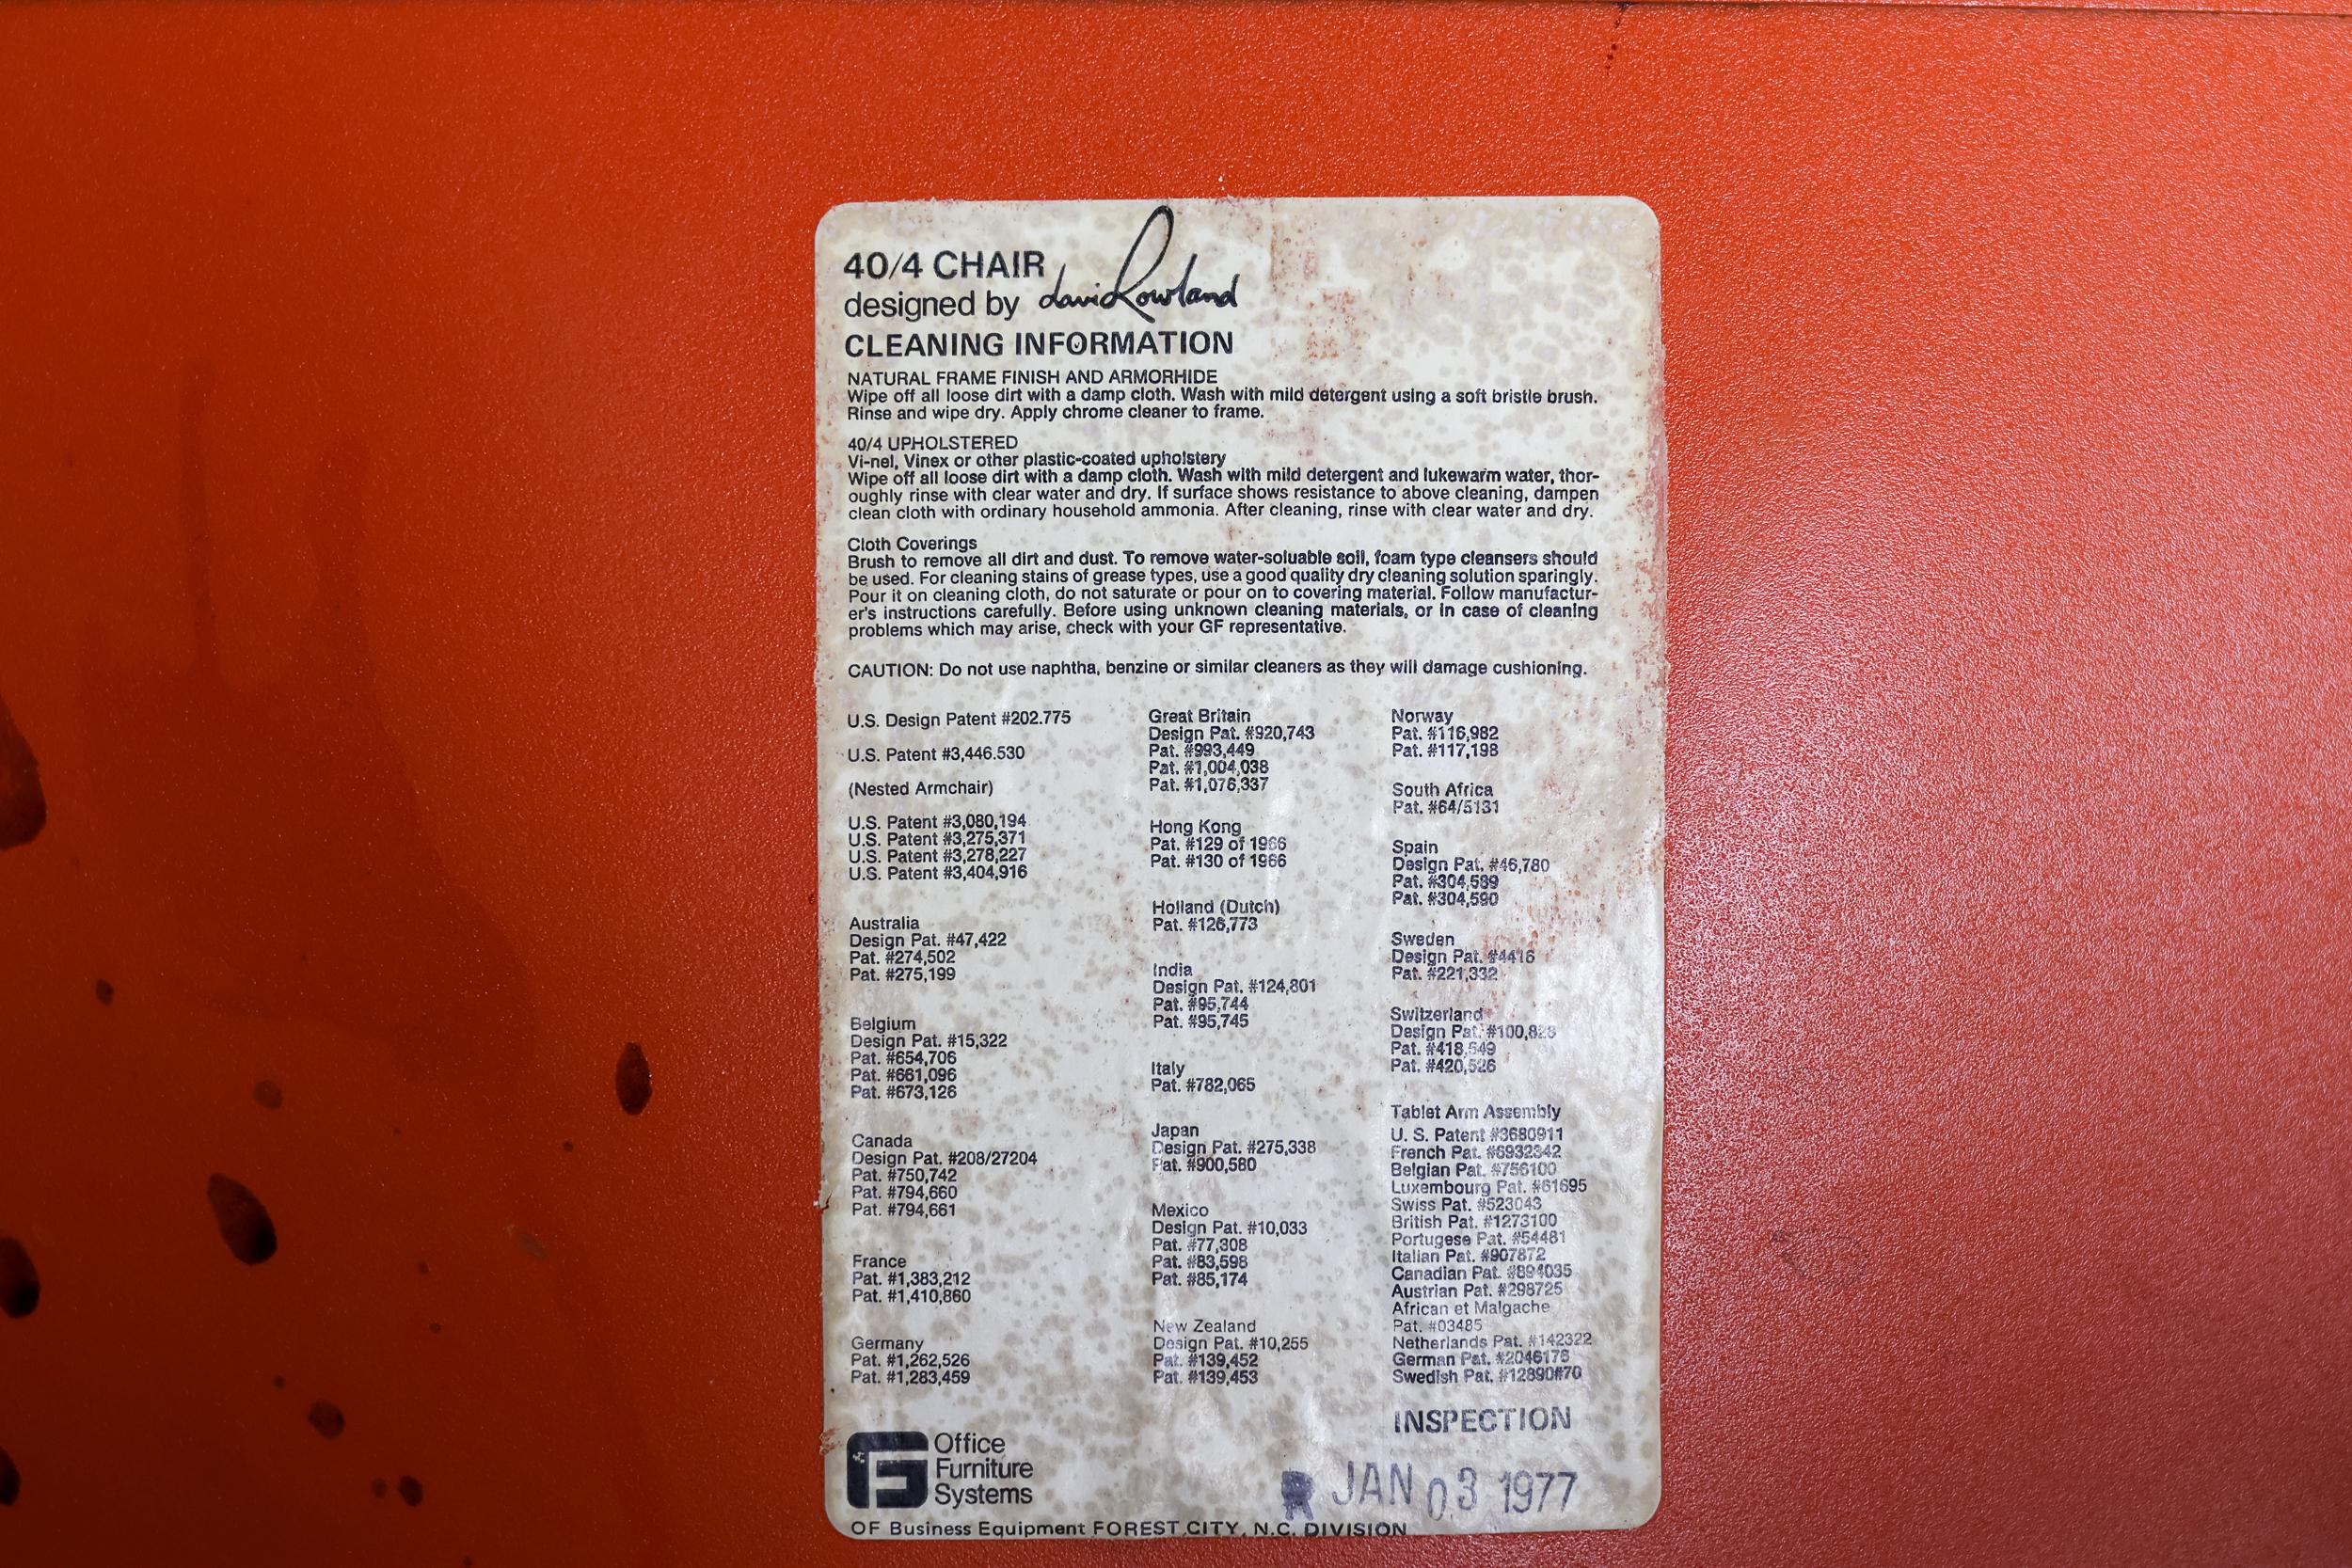 40/4 CHAIR
designed by david Rowland
CLEANING INFORMATION
NATURAL FRAME FINISH AND ARMORHIDE
Wipe off all loose dirt with a damp cloth. Wash with mild detergent using a soft bristle brush.
Rinse and wipe dry. Apply chrome cleaner to frame.
40/4 UPHOLSTERED
Vi-nel, Vinex or other plastic-coated upholstery
Wipe off all loose dirt with a damp cloth. Wash with mild detergent and lukewarm water, thor-
oughly rinse with clear water and dry. If surface shows resistance to above cleaning, dampen
clean cloth with ordinary household ammonia. After cleaning, rinse with clear water and dry.
Cloth Coverings
Brush to remove all dirt and dust. To remove water-soluable soil, foam type cleansers should
be used. For cleaning stains of grease types, use a good quality dry cleaning solution sparingly.
Pour it on cleaning cloth, do not saturate or pour on to covering material. Follow manufactur-
er's instructions carefully. Before using unknown cleaning materials, or in case of cleaning
problems which may arise, check with your GF representative.
CAUTION: Do not use naphtha, benzine or similar cleaners as they will damage cushioning.
U.S. Design Patent #202.775
U.S. Patent #3,446.530
(Nested Armchair)
U.S. Patent #3,080,194
U.S. Patent #3,275,371
U.S. Patent #3,278,227
U.S. Patent #3,404,916
Australia
Design Pat. #47,422
Pat. #274,502
Pat. #275,199
Belgium
Design Pat. #15,322
Pat. #654,706
Pat. #661,096
Pat. #673,126
Canada
Design Pat. #208/27204
Pat. #750,742
Pat. #794,660
Pat. #794,661
France
Pat. #1,383,212
Pat. #1,410,860
Germany
Pat. #1,262,526
Pat. #1,283,459
Great Britain
Design Pat. #920,743
Pat. #993,449
Pat. #1,004,038
Pat. #1,076,337
Hong Kong
Pat. #129 of 1966
Pat. #130 of 1966
Holland (Dutch)
Pat. #126,773
India
Design Pat. #124,801
Pat. #95,744
Pat. #95,745
Italy
Pat. #782,065
Japan
Design Pat. #275,338
Pat. #900,580
Mexico
Design Pat. #10,033
Pat. #77,308
Pat. #83,598
Pat. #85,174
New Zealand
Design Pat. #10,255
Pat. #139,452
Pat. #139,453
Norway
Pat. #116,982
Pat. #117,198
South Africa
Pat. #64/5131
Spain
Design Pat. #46,780
Pat. #304,589
Pat. #304,590
Sweden
Design Pat. #4416
Pat. #221,332
Switzerland
Design Pat.
Pat. #418,549
Pat. #420,526
Tablet Arm Assembly
U. S. Patent #3680911
French Pat. #6932342
Belgian Pat. #756100
Luxembourg Pat. #61695
Swiss Pat. #523043
British Pat. #1273100
Portugese Pat. #54481
Italian Pat. #907872
Canadian Pat. #894035
Austrian Pat. #298725
African et Malgache
Pat. #03485
Netherlands Pat. #142322
German Pat. #2046176
Swedish Pat. #12890#70
INSPECTION
R JAN 03 1977
GF Office
Furniture
Systems
OF Business Equipment FOREST CITY, N.C. DIVISION